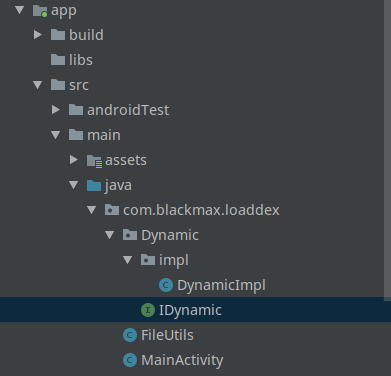 app
build
libs
src
androidTest
main
assets
java
com.blackmax.loaddex
Dynamic
impl
C DynamicImpl
I IDynamic
C FileUtils
C MainActivity